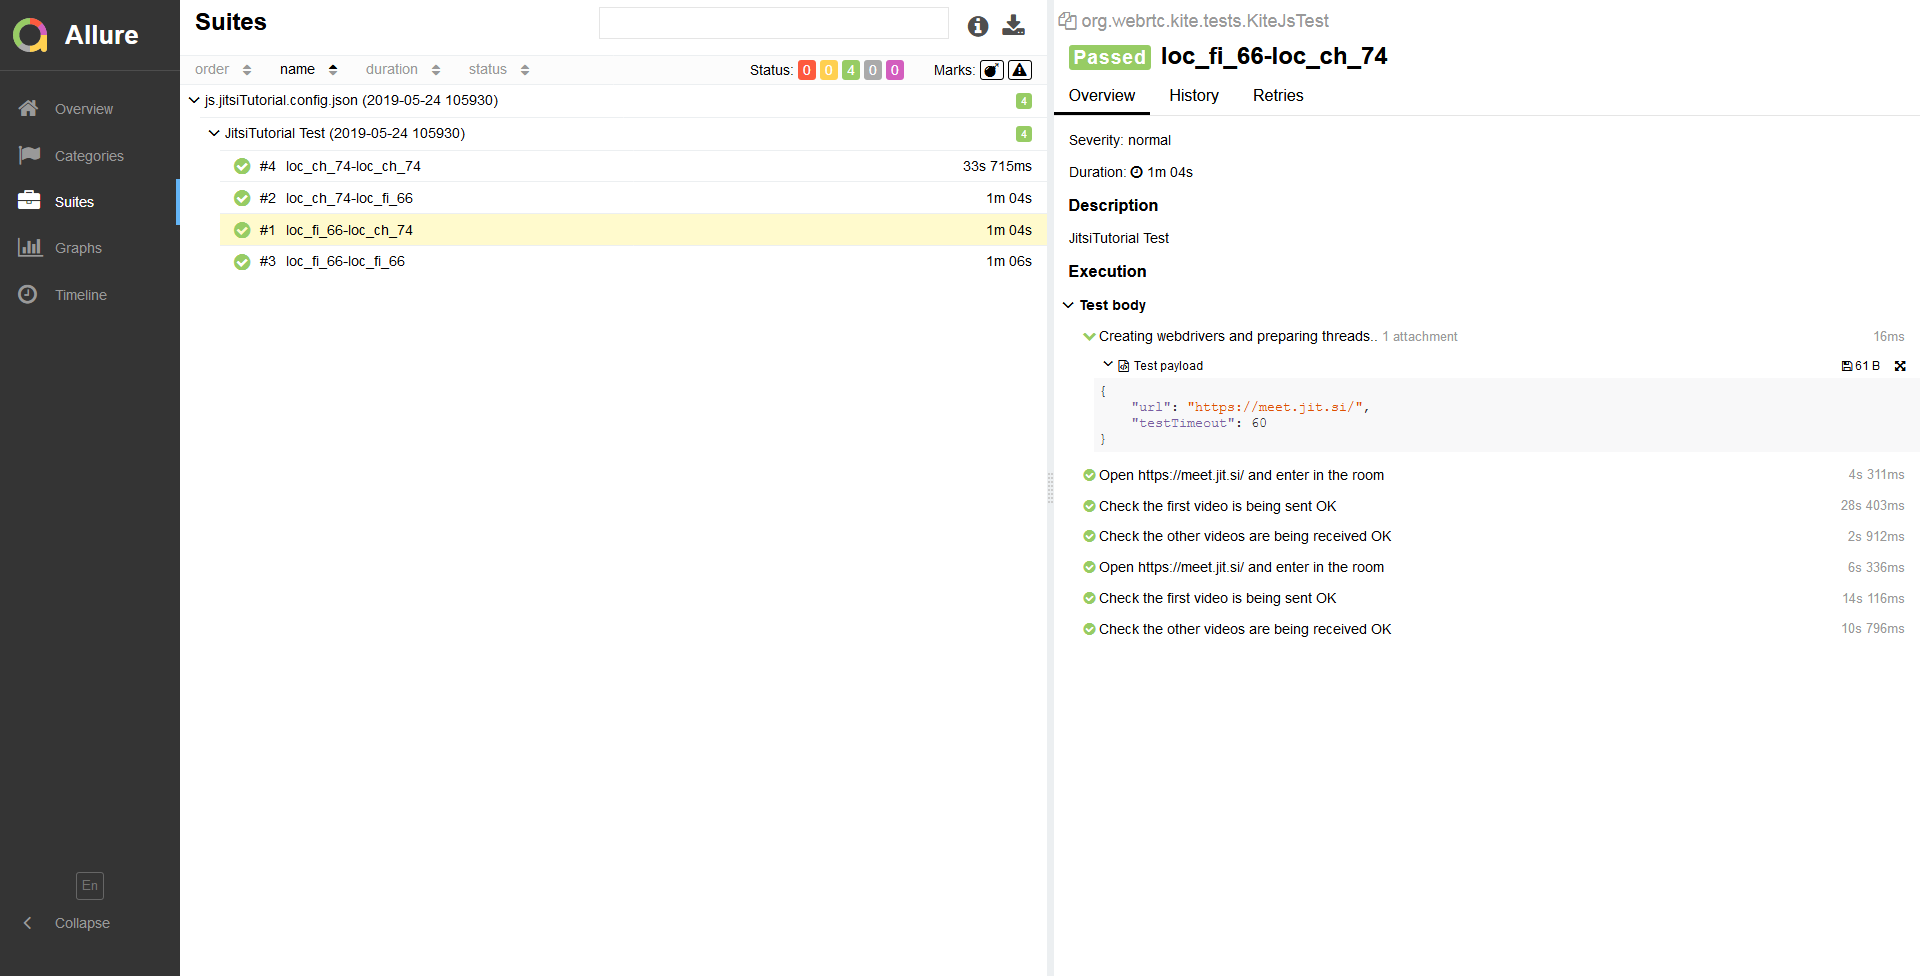 Allure
Overview
Categories
Suites
Graphs
Timeline
En
Collapse
Suites
order name duration status Status: 0 0 4 0 0 Marks:
js.jitsiTutorial.config.json (2019-05-24 105930) 4
JitsiTutorial Test (2019-05-24 105930) 4
#4 loc_ch_74-loc_ch_74 33s 715ms
#2 loc_ch_74-loc_fi_66 1m 04s
#1 loc_fi_66-loc_ch_74 1m 04s
#3 loc_fi_66-loc_fi_66 1m 06s
org.webrtc.kite.tests.KiteJsTest
Passed loc_fi_66-loc_ch_74
Overview History Retries
Severity: normal
Duration: 1m 04s
Description
JitsiTutorial Test
Execution
Test body
Creating webdrivers and preparing threads.. 1 attachment 16ms
Test payload 61 B
{
"url": "https://meet.jit.si/",
"testTimeout": 60
}
Open https://meet.jit.si/ and enter in the room 4s 311ms
Check the first video is being sent OK 28s 403ms
Check the other videos are being received OK 2s 912ms
Open https://meet.jit.si/ and enter in the room 6s 336ms
Check the first video is being sent OK 14s 116ms
Check the other videos are being received OK 10s 796ms